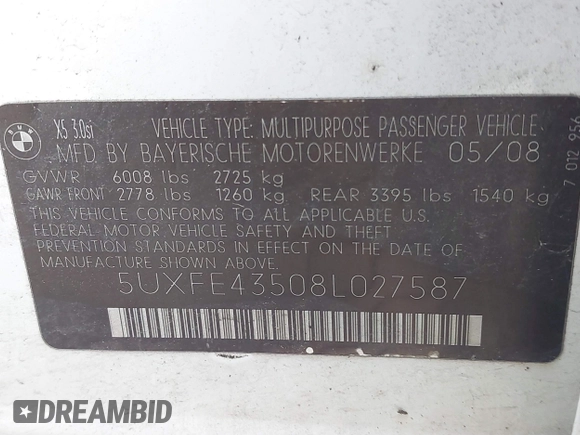 BMW
X5 3.0si
VEHICLE TYPE: MULTIPURPOSE PASSENGER VEHICLE
MFD BY BAYERISCHE MOTORENWERKE 05/08
GVWR 6008 lbs 2725 kg
GAWR FRONT 2778 lbs 1260 kg REAR 3395 lbs 1540 kg
THIS VEHICLE CONFORMS TO ALL APPLICABLE U.S.
FEDERAL MOTOR VEHICLE SAFETY AND THEFT
PREVENTION STANDARDS IN EFFECT ON THE DATE
OF MANUFACTURE SHOWN ABOVE.
5UXFE43508L027587
7 012 856
DREAMBID